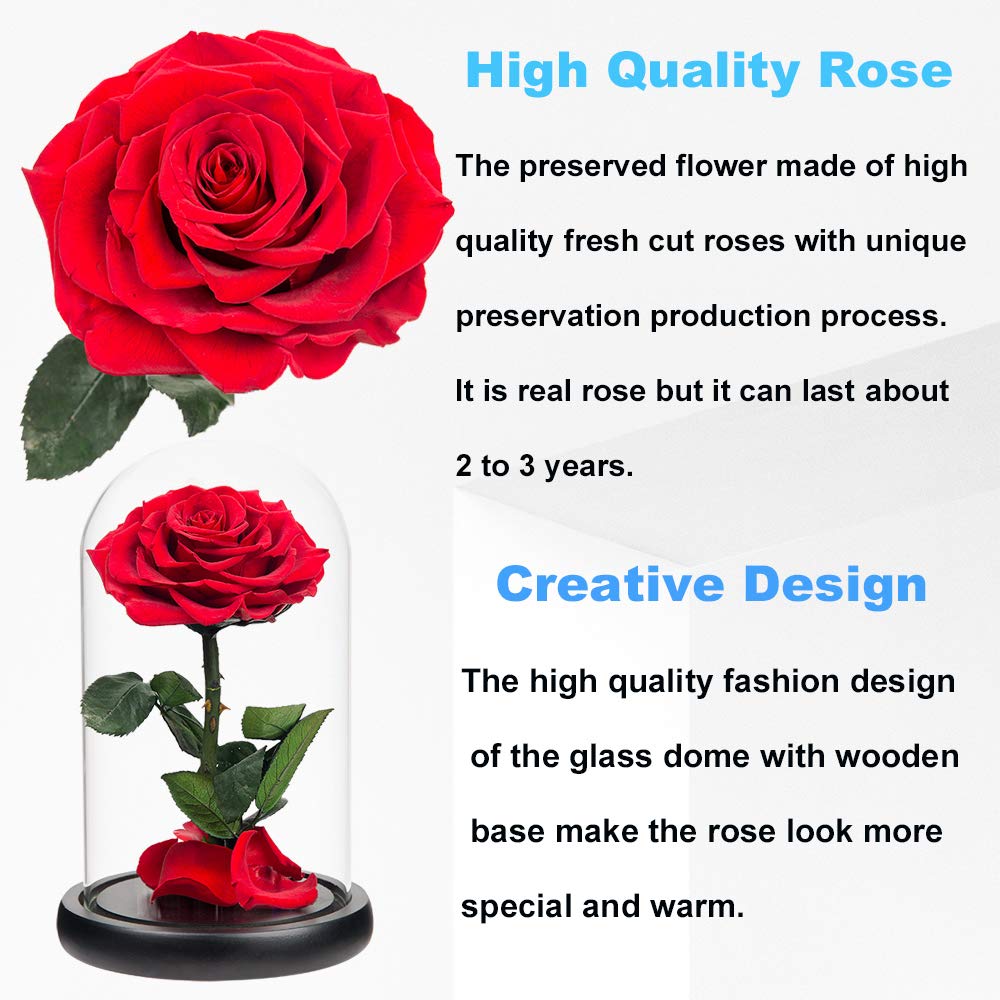 High Quality Rose
The preserved flower made of high
quality fresh cut roses with unique
preservation production process.
It is real rose but it can last about
2 to 3 years.
Creative Design
The high quality fashion design
of the glass dome with wooden
base make the rose look more
special and warm.